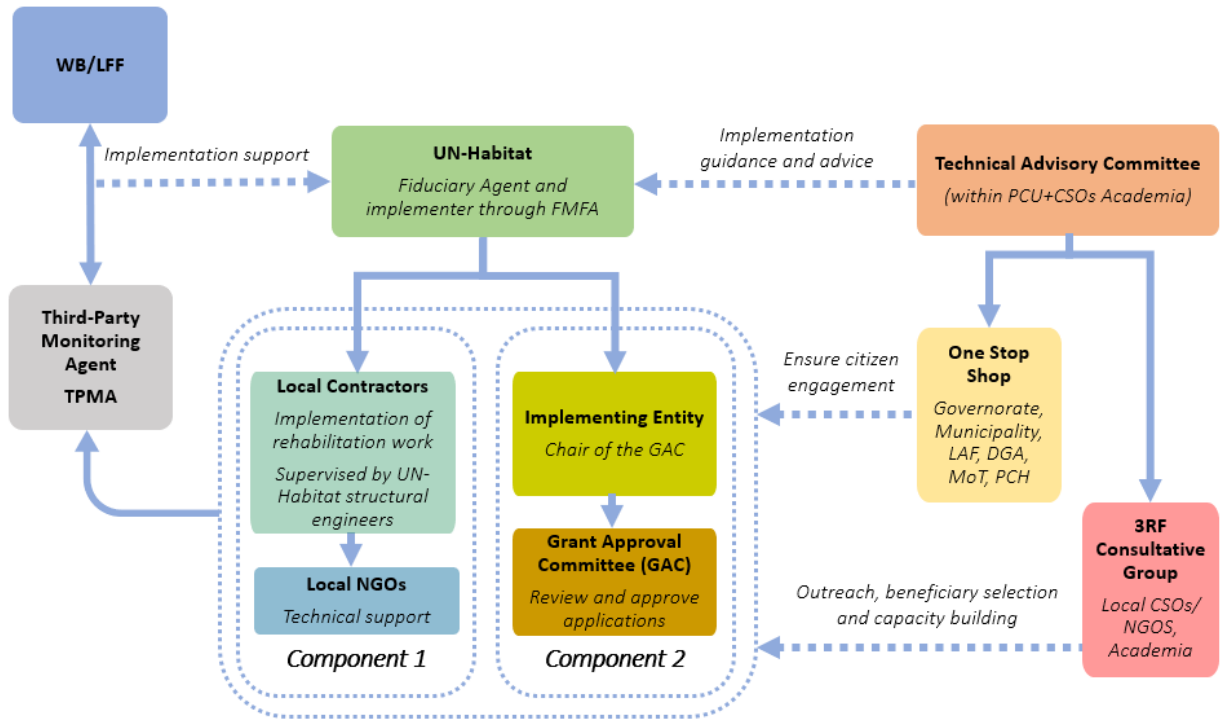 WB/LFF
Implementation support
UN-Habitat
Fiduciary Agent and
implementer through FMFA
Implementation
guidance and advice
Technical Advisory Committee
(within PCU+CSOs Academia)
Third-Party
Monitoring
Agent
TPMA
Local Contractors
Implementation of
rehabilitation work
Supervised by UN-
Habitat structural
engineers
Local NGOs
Technical support
Component 1
Implementing Entity
Chair of the GAC
Grant Approval
Committee (GAC)
Review and approve
applications
Component 2
Ensure citizen
engagement
One Stop
Shop
Governorate,
Municipality,
LAF, DGA,
MoT, PCH
Outreach, beneficiary selection
and capacity building
3RF
Consultative
Group
Local CSOs/
NGOS,
Academia